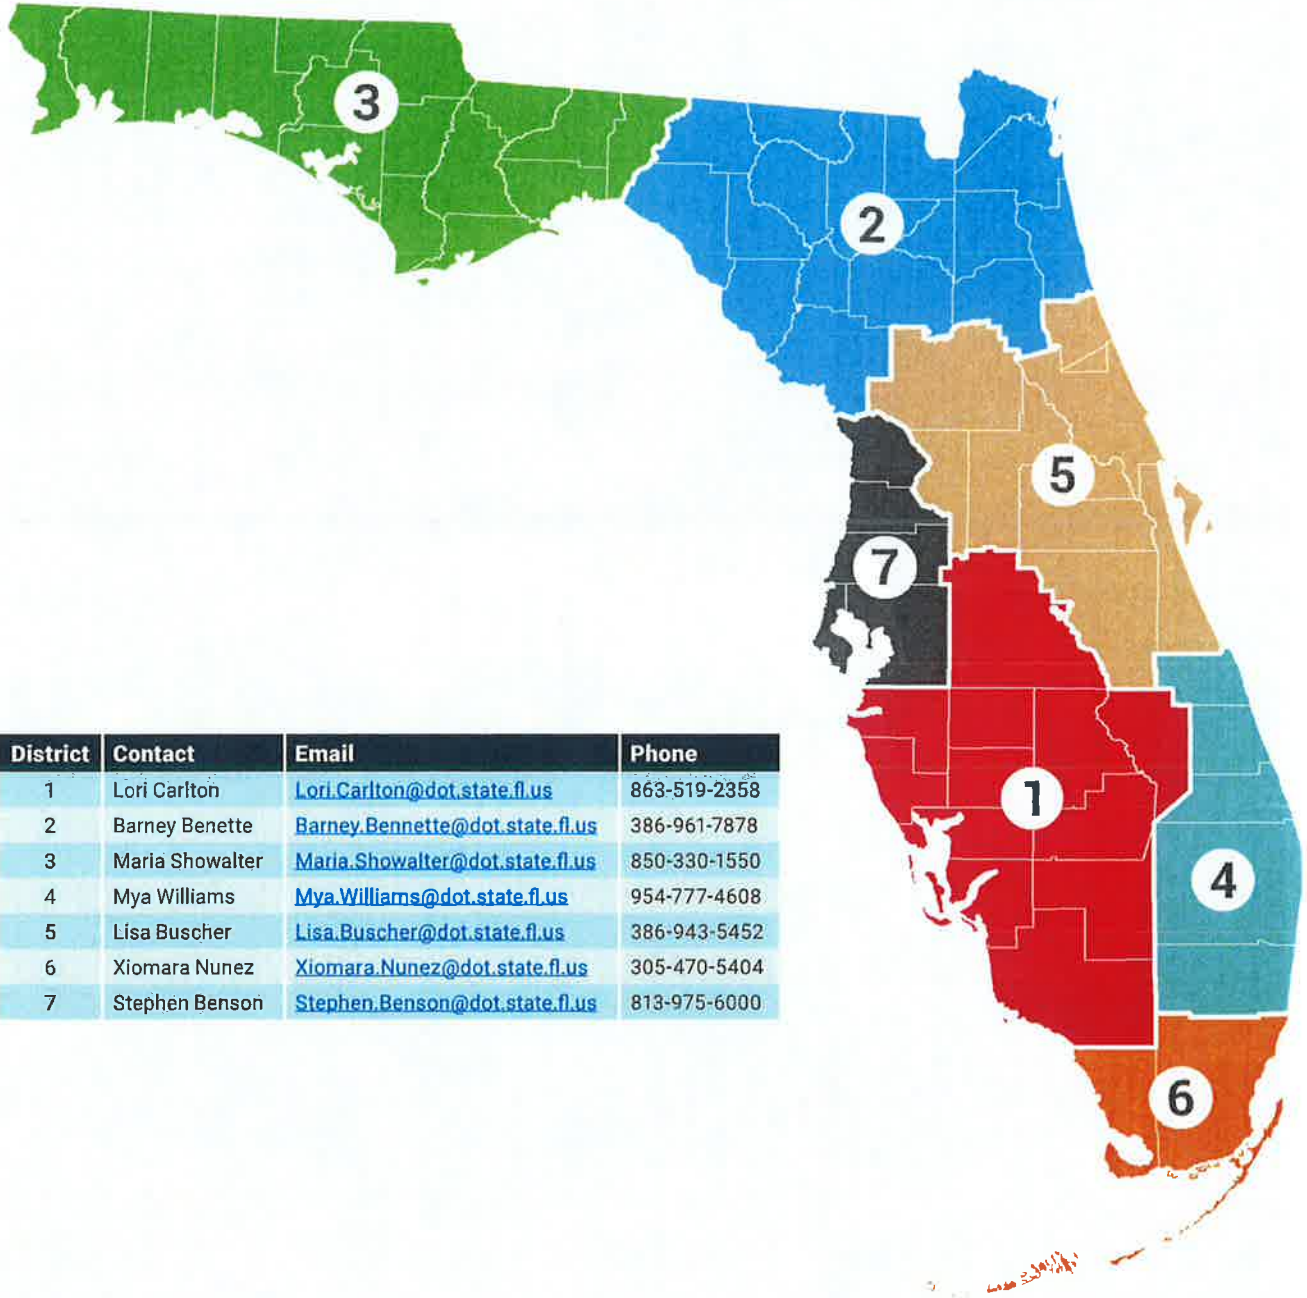 3
2
5
7
District Contact Email Phone
1 Lori Carlton Lori.Carlton@dot.state.fl.us 863-519-2358
2 Barney Benette Barney.Bennette@dot.state.fl.us 386-961-7878
3 Maria Showalter Maria.Showalter@dot.state.fl.us 850-330-1550
4 Mya Williams Mya.Williams@dot.state.fl.us 954-777-4608
5 Lisa Buscher Lisa.Buscher@dot.state.fl.us 386-943-5452
6 Xiomara Nunez Xiomara.Nunez@dot.state.fl.us 305-470-5404
7 Stephen Benson Stephen.Benson@dot.state.fl.us 813-975-6000
1
4
6